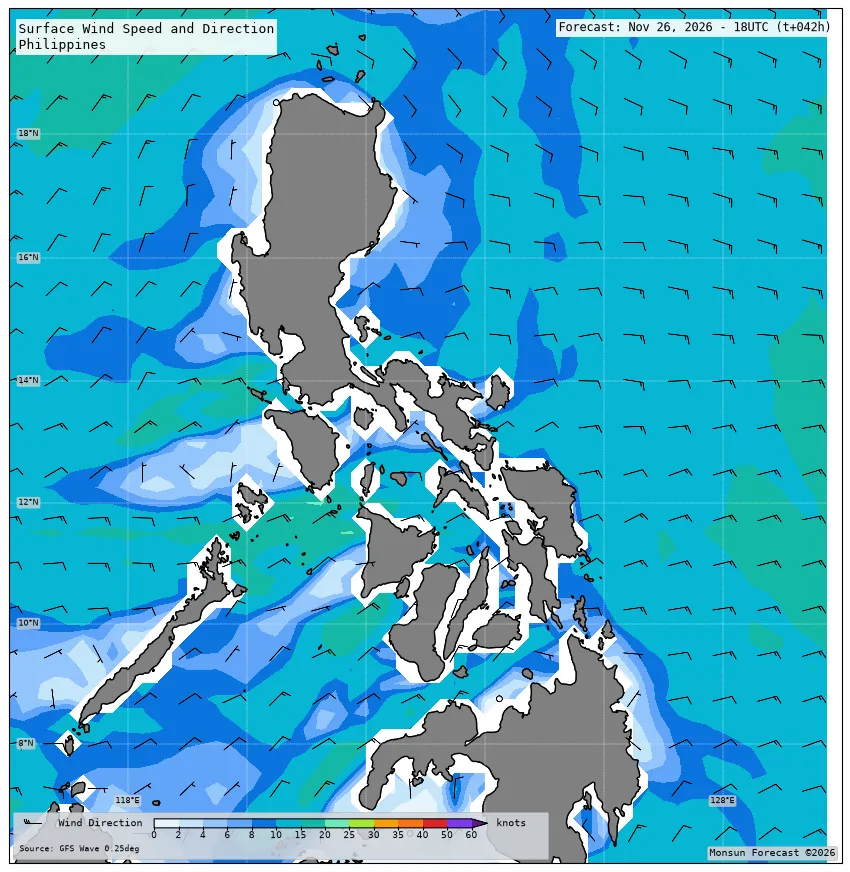 Surface Wind Speed and Direction
Philippines
Forecast: Nov 26, 2026 - 18UTC (t+042h)
18°N
16°N
14°N
12°N
10°N
8°N
118°E
128°E
Wind Direction
knots
0 2 4 6 8 10 15 20 25 30 35 40 50 60
Source: GFS Wave 0.25deg
Monsun Forecast ©2026